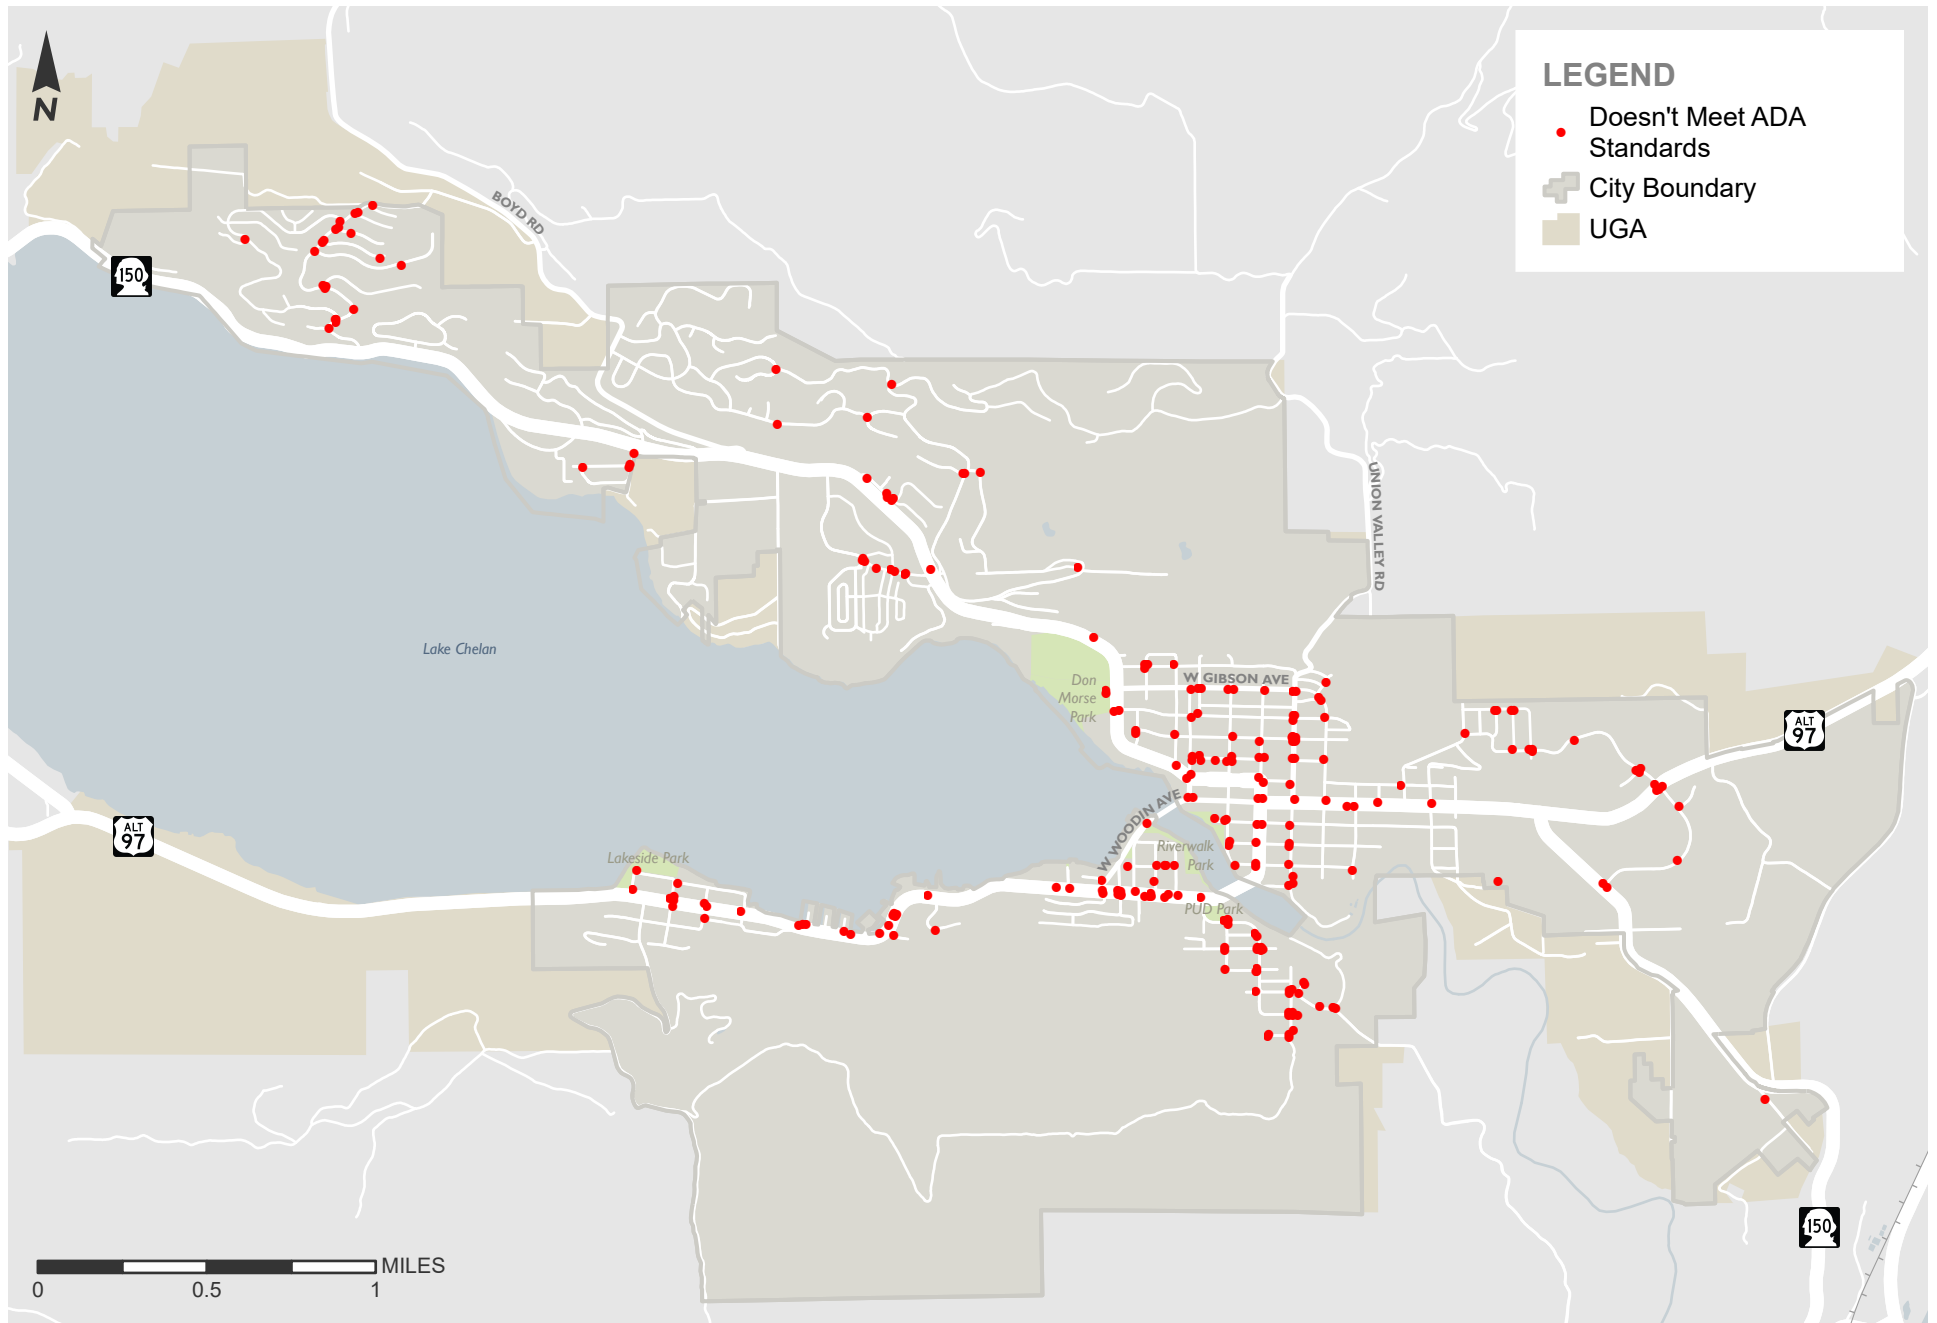 N
LEGEND
Doesn't Meet ADA
Standards
City Boundary
UGA
BOYD RD
150
UNION VALLEY RD
Lake Chelan
Don
Morse
Park
W GIBSON AVE
ALT
97
W WOODIN AVE
ALT
97
Lakeside Park
Riverwalk
Park
PUD Park
150
MILES
0
0.5
1